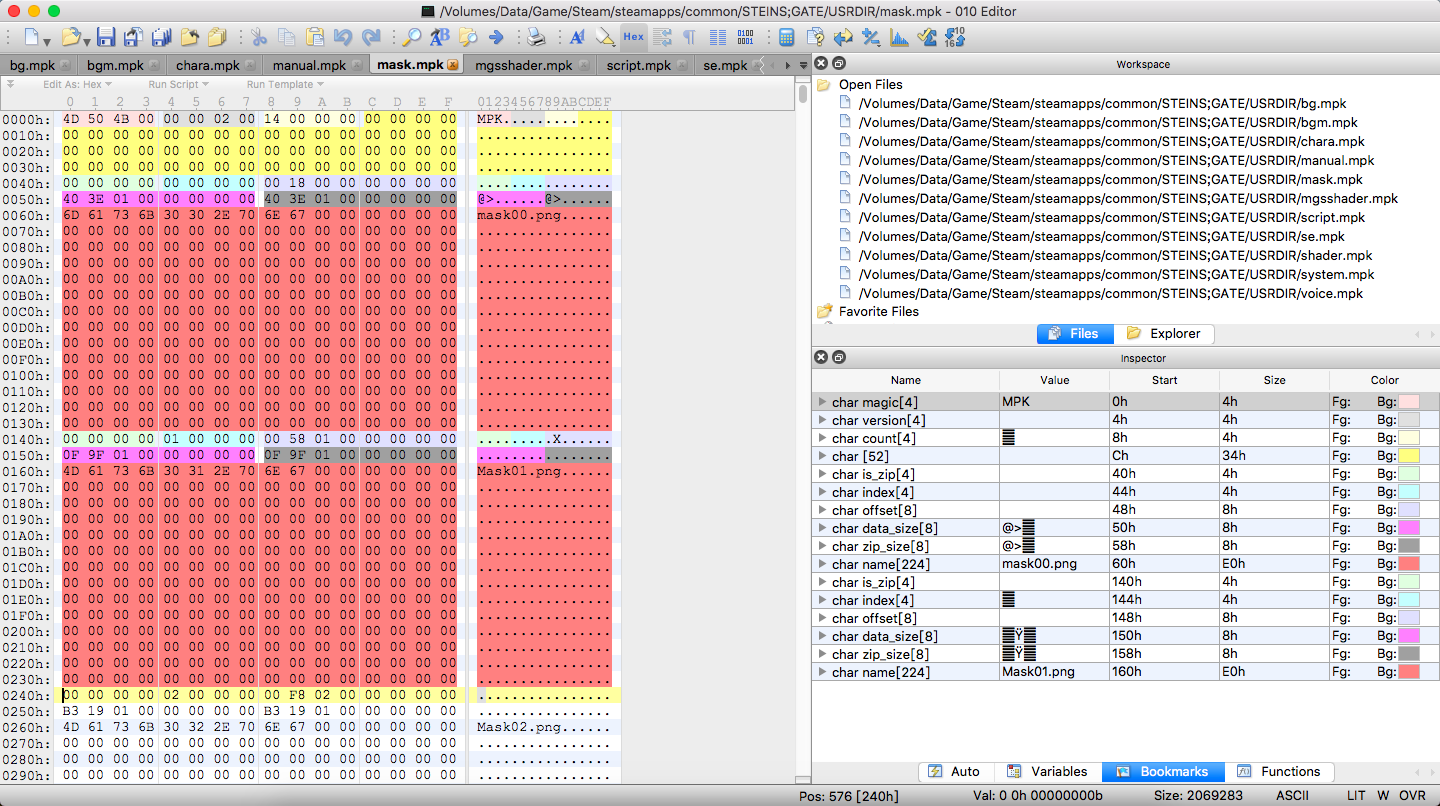 /Volumes/Data/Game/Steam/steamapps/common/STEINS;GATE/USRDIR/mask.mpk - 010 Editor
Hex
bg.mpk bgm.mpk chara.mpk manual.mpk mask.mpk mgsshader.mpk script.mpk se.mpk
Edit As: Hex Run Script Run Template
0 1 2 3 4 5 6 7 8 9 A B C D E F 0123456789ABCDEF
0000h: 4D 50 4B 00 00 00 02 00 14 00 00 00 00 00 00 00 MPK.............
0010h: 00 00 00 00 00 00 00 00 00 00 00 00 00 00 00 00 ................
0020h: 00 00 00 00 00 00 00 00 00 00 00 00 00 00 00 00 ................
0030h: 00 00 00 00 00 00 00 00 00 00 00 00 00 00 00 00 ................
0040h: 00 00 00 00 00 00 00 00 00 18 00 00 00 00 00 00 ................
0050h: 40 3E 01 00 00 00 00 00 40 3E 01 00 00 00 00 00 @>......@>......
0060h: 6D 61 73 6B 30 30 2E 70 6E 67 00 00 00 00 00 00 mask00.png......
0070h: 00 00 00 00 00 00 00 00 00 00 00 00 00 00 00 00 ................
0080h: 00 00 00 00 00 00 00 00 00 00 00 00 00 00 00 00 ................
0090h: 00 00 00 00 00 00 00 00 00 00 00 00 00 00 00 00 ................
00A0h: 00 00 00 00 00 00 00 00 00 00 00 00 00 00 00 00 ................
00B0h: 00 00 00 00 00 00 00 00 00 00 00 00 00 00 00 00 ................
00C0h: 00 00 00 00 00 00 00 00 00 00 00 00 00 00 00 00 ................
00D0h: 00 00 00 00 00 00 00 00 00 00 00 00 00 00 00 00 ................
00E0h: 00 00 00 00 00 00 00 00 00 00 00 00 00 00 00 00 ................
00F0h: 00 00 00 00 00 00 00 00 00 00 00 00 00 00 00 00 ................
0100h: 00 00 00 00 00 00 00 00 00 00 00 00 00 00 00 00 ................
0110h: 00 00 00 00 00 00 00 00 00 00 00 00 00 00 00 00 ................
0120h: 00 00 00 00 00 00 00 00 00 00 00 00 00 00 00 00 ................
0130h: 00 00 00 00 00 00 00 00 00 00 00 00 00 00 00 00 ................
0140h: 00 00 00 00 01 00 00 00 00 58 01 00 00 00 00 00 .........X......
0150h: 0F 9F 01 00 00 00 00 00 0F 9F 01 00 00 00 00 00 ................
0160h: 4D 61 73 6B 30 31 2E 70 6E 67 00 00 00 00 00 00 Mask01.png......
0170h: 00 00 00 00 00 00 00 00 00 00 00 00 00 00 00 00 ................
0180h: 00 00 00 00 00 00 00 00 00 00 00 00 00 00 00 00 ................
0190h: 00 00 00 00 00 00 00 00 00 00 00 00 00 00 00 00 ................
01A0h: 00 00 00 00 00 00 00 00 00 00 00 00 00 00 00 00 ................
01B0h: 00 00 00 00 00 00 00 00 00 00 00 00 00 00 00 00 ................
01C0h: 00 00 00 00 00 00 00 00 00 00 00 00 00 00 00 00 ................
01D0h: 00 00 00 00 00 00 00 00 00 00 00 00 00 00 00 00 ................
01E0h: 00 00 00 00 00 00 00 00 00 00 00 00 00 00 00 00 ................
01F0h: 00 00 00 00 00 00 00 00 00 00 00 00 00 00 00 00 ................
0200h: 00 00 00 00 00 00 00 00 00 00 00 00 00 00 00 00 ................
0210h: 00 00 00 00 00 00 00 00 00 00 00 00 00 00 00 00 ................
0220h: 00 00 00 00 00 00 00 00 00 00 00 00 00 00 00 00 ................
0230h: 00 00 00 00 00 00 00 00 00 00 00 00 00 00 00 00 ................
0240h: 00 00 00 00 02 00 00 00 00 F8 02 00 00 00 00 00 ................
0250h: B3 19 01 00 00 00 00 00 B3 19 01 00 00 00 00 00 ................
0260h: 4D 61 73 6B 30 32 2E 70 6E 67 00 00 00 00 00 00 Mask02.png......
0270h: 00 00 00 00 00 00 00 00 00 00 00 00 00 00 00 00 ................
0280h: 00 00 00 00 00 00 00 00 00 00 00 00 00 00 00 00 ................
0290h: 00 00 00 00 00 00 00 00 00 00 00 00 00 00 00 00 ................
Workspace
Open Files
/Volumes/Data/Game/Steam/steamapps/common/STEINS;GATE/USRDIR/bg.mpk
/Volumes/Data/Game/Steam/steamapps/common/STEINS;GATE/USRDIR/bgm.mpk
/Volumes/Data/Game/Steam/steamapps/common/STEINS;GATE/USRDIR/chara.mpk
/Volumes/Data/Game/Steam/steamapps/common/STEINS;GATE/USRDIR/manual.mpk
/Volumes/Data/Game/Steam/steamapps/common/STEINS;GATE/USRDIR/mask.mpk
/Volumes/Data/Game/Steam/steamapps/common/STEINS;GATE/USRDIR/mgsshader.mpk
/Volumes/Data/Game/Steam/steamapps/common/STEINS;GATE/USRDIR/script.mpk
/Volumes/Data/Game/Steam/steamapps/common/STEINS;GATE/USRDIR/se.mpk
/Volumes/Data/Game/Steam/steamapps/common/STEINS;GATE/USRDIR/shader.mpk
/Volumes/Data/Game/Steam/steamapps/common/STEINS;GATE/USRDIR/system.mpk
/Volumes/Data/Game/Steam/steamapps/common/STEINS;GATE/USRDIR/voice.mpk
Favorite Files
Files Explorer
Inspector
Name Value Start Size Color
char magic[4] MPK 0h 4h Fg: Bg:
char version[4] 4h 4h Fg: Bg:
char count[4] 8h 4h Fg: Bg:
char [52] Ch 34h Fg: Bg:
char is_zip[4] 40h 4h Fg: Bg:
char index[4] 44h 4h Fg: Bg:
char offset[8] 48h 8h Fg: Bg:
char data_size[8] @> 50h 8h Fg: Bg:
char zip_size[8] @> 58h 8h Fg: Bg:
char name[224] mask00.png 60h E0h Fg: Bg:
char is_zip[4] 140h 4h Fg: Bg:
char index[4] 144h 4h Fg: Bg:
char offset[8] 148h 8h Fg: Bg:
char data_size[8] Ÿ 150h 8h Fg: Bg:
char zip_size[8] Ÿ 158h 8h Fg: Bg:
char name[224] Mask01.png 160h E0h Fg: Bg:
Auto Variables Bookmarks Functions
Pos: 576 [240h] Val: 0 0h 00000000b Size: 2069283 ASCII LIT W OVR